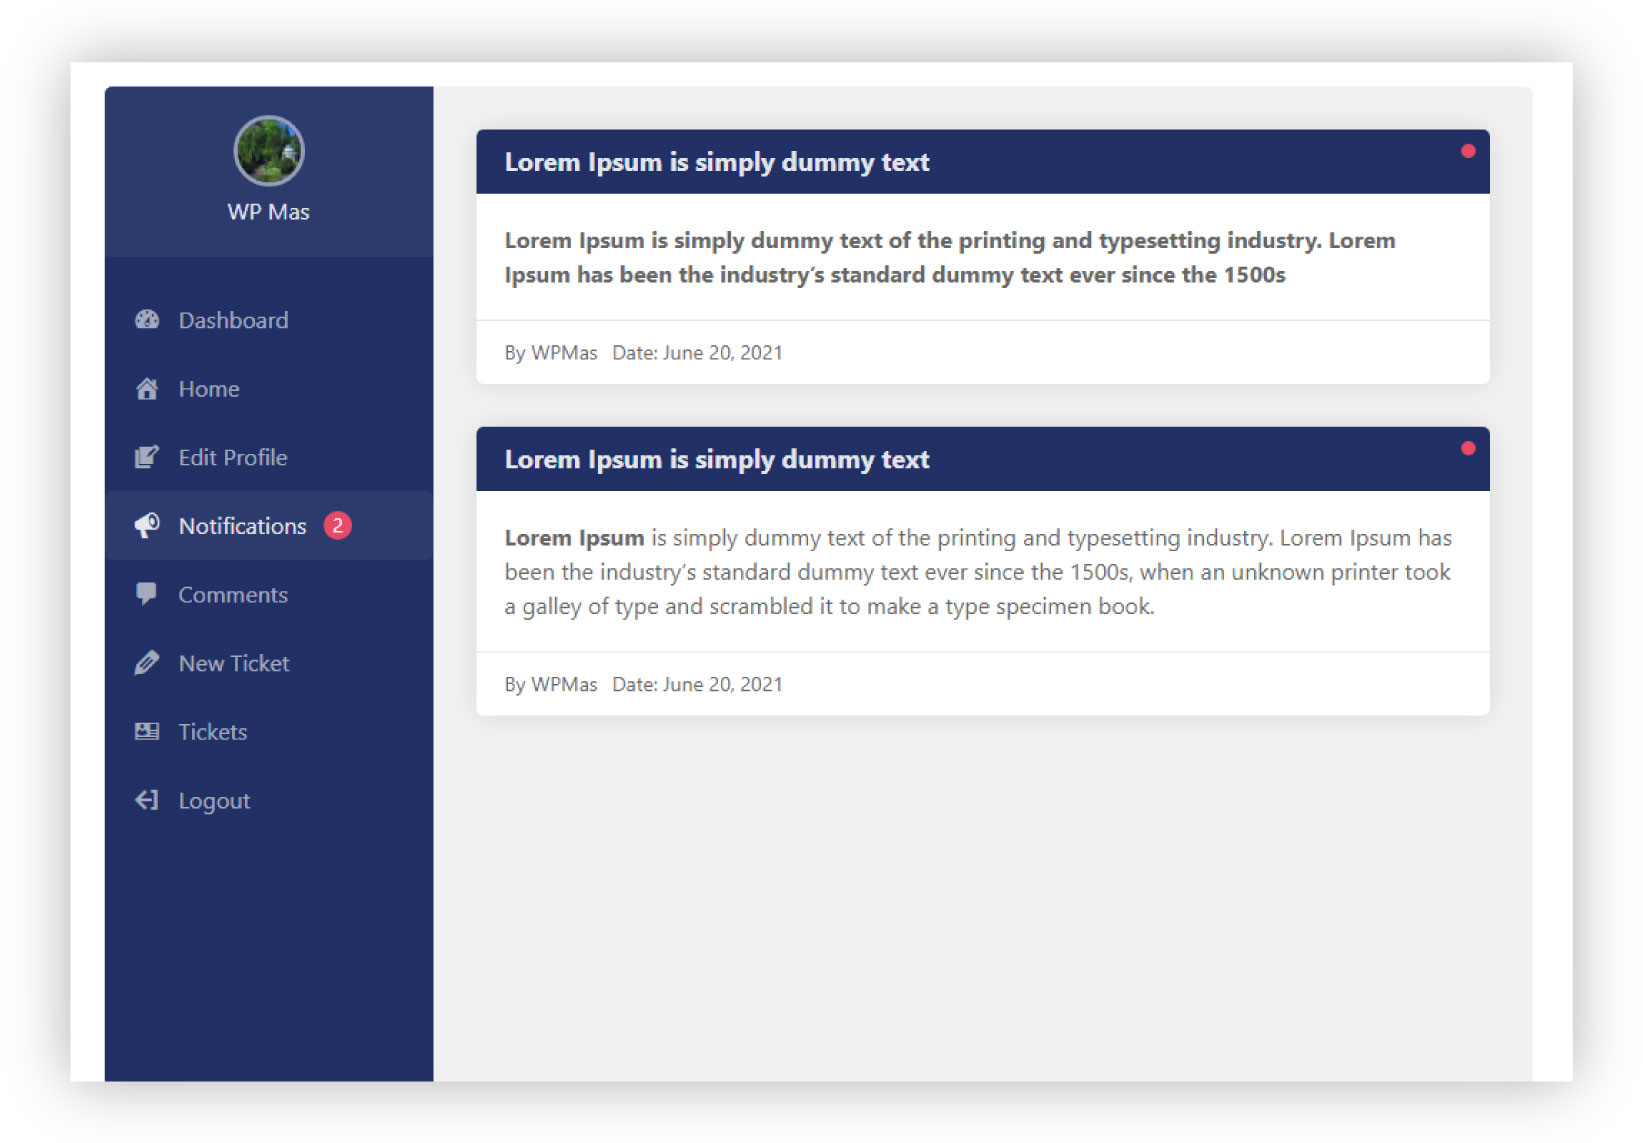 WP Mas
Dashboard
Home
Edit Profile
Notifications 2
Comments
New Ticket
Tickets
Logout
Lorem Ipsum is simply dummy text
Lorem Ipsum is simply dummy text of the printing and typesetting industry. Lorem
Ipsum has been the industry’s standard dummy text ever since the 1500s
By WPMas Date: June 20, 2021
Lorem Ipsum is simply dummy text
Lorem Ipsum is simply dummy text of the printing and typesetting industry. Lorem Ipsum has
been the industry’s standard dummy text ever since the 1500s, when an unknown printer took
a galley of type and scrambled it to make a type specimen book.
By WPMas Date: June 20, 2021